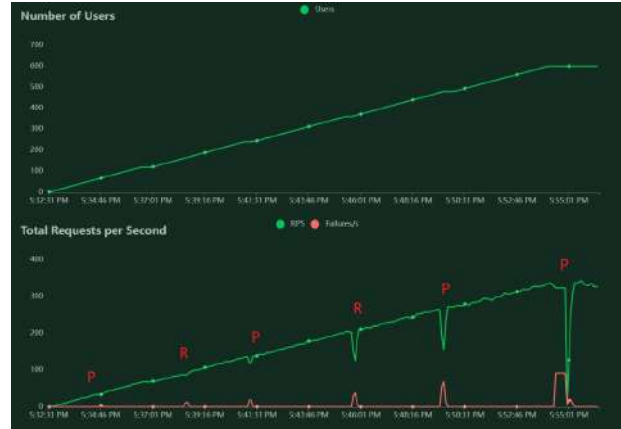 Number of Users
Users
700
600
500
400
300
200
100
0
5:32:31 PM 5:34:46 PM 5:37:01 PM 5:39:16 PM 5:41:31 PM 5:43:46 PM 5:46:01 PM 5:48:16 PM 5:50:31 PM 5:52:46 PM 5:55:01 PM
Total Requests per Second
RPS Failures/s
400
300
200
100
0
P R P R P P
5:32:31 PM 5:34:46 PM 5:37:01 PM 5:39:16 PM 5:41:31 PM 5:43:46 PM 5:46:01 PM 5:48:16 PM 5:50:31 PM 5:52:46 PM 5:55:01 PM